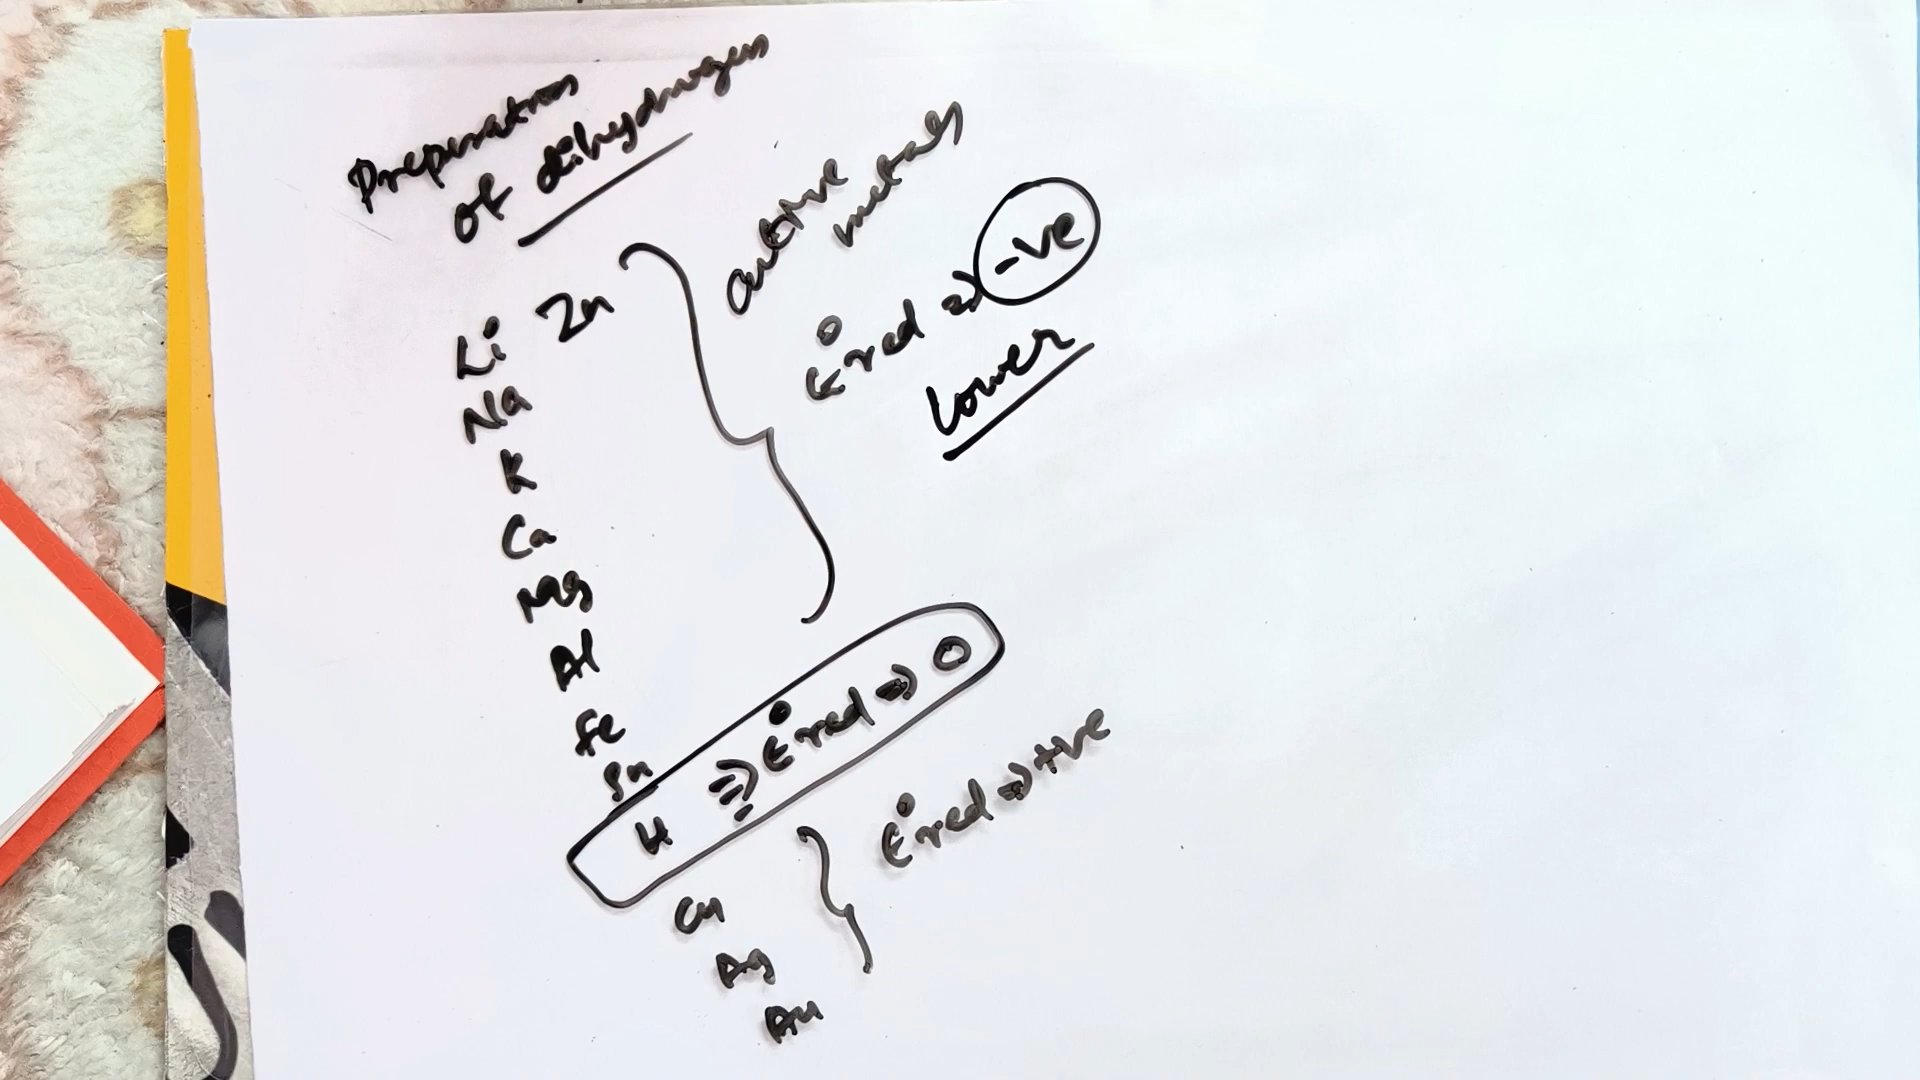 Preparation
of dihydrogen
active
metals
E°red ⇒ -ve
lower
Li Zn
Na
K
Ca
Mg
Al
Fe
Sn
H ⇒ E°red ⇒ 0
E°red ⇒ +ve
Cu
Ag
Au